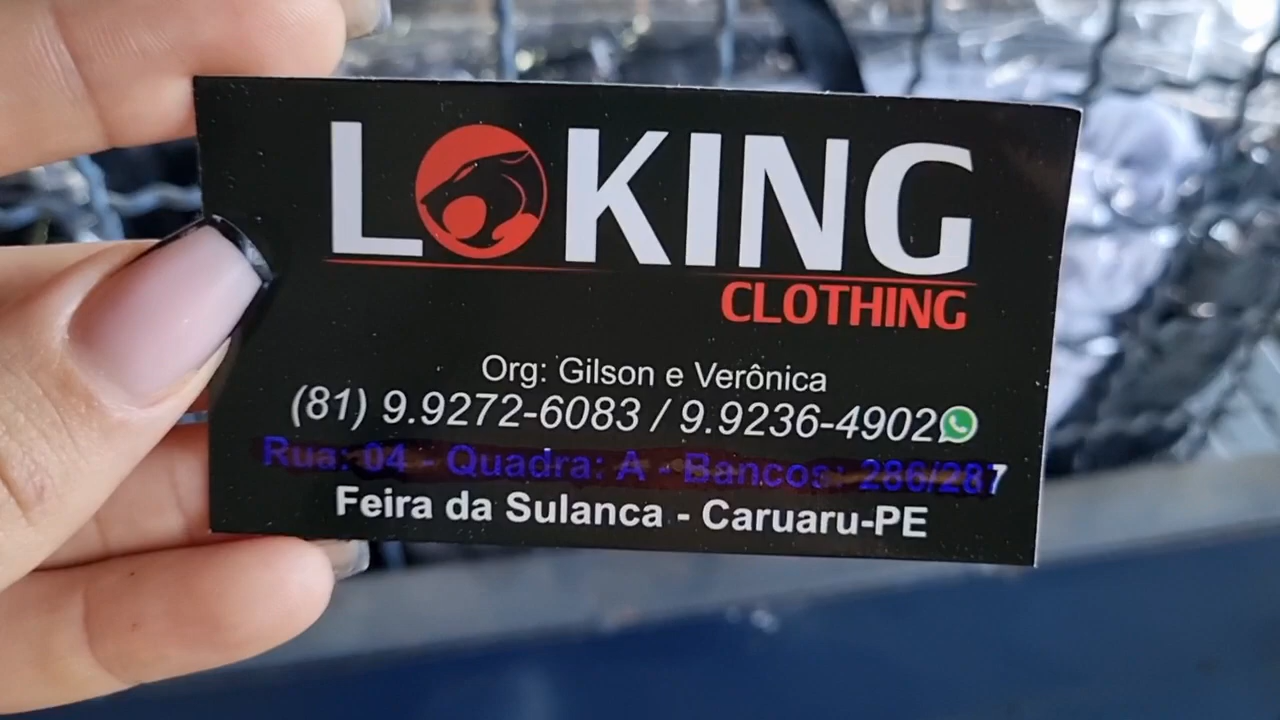 LOKING
CLOTHING
Org: Gilson e Verônica
(81) 9.9272-6083 / 9.9236-4902
Rua: 04 - Quadra: A - Bancos: 286/287
Feira da Sulanca - Caruaru-PE